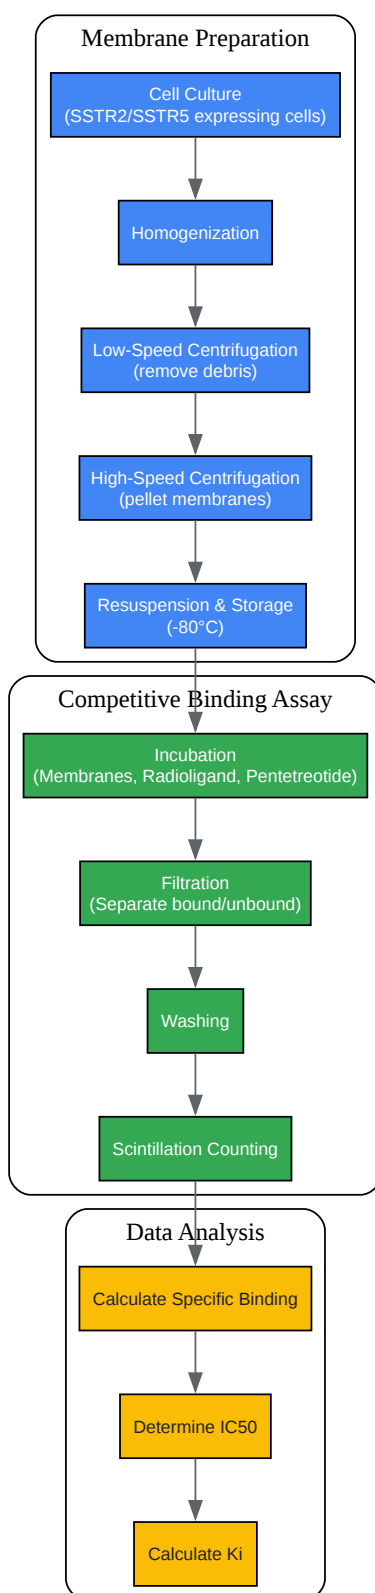 Membrane Preparation
Cell Culture
(SSTR2/SSTR5 expressing cells)
Homogenization
Low-Speed Centrifugation
(remove debris)
High-Speed Centrifugation
(pellet membranes)
Resuspension & Storage
(-80°C)
Competitive Binding Assay
Incubation
(Membranes, Radioligand, Pentetreotide)
Filtration
(Separate bound/unbound)
Washing
Scintillation Counting
Data Analysis
Calculate Specific Binding
Determine IC50
Calculate Ki